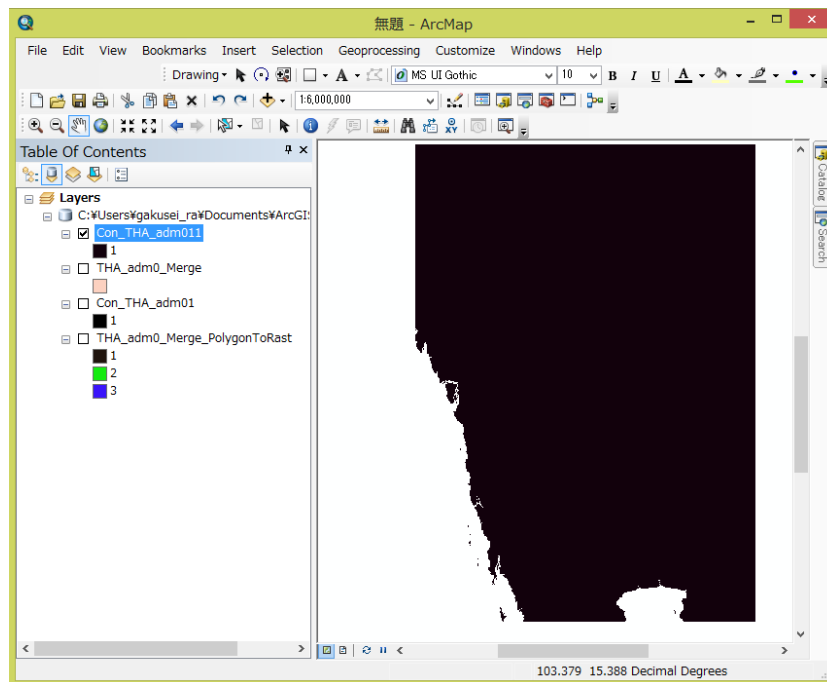 無題 - ArcMap
File Edit View Bookmarks Insert Selection Geoprocessing Customize Windows Help
Drawing MS UI Gothic 10 B I U A
1:6,000,000
Table Of Contents
Layers
C:¥Users¥gakusei_ra¥Documents¥ArcGI
Con_THA_adm011
1
THA_adm0_Merge
Con_THA_adm01
1
THA_adm0_Merge_PolygonToRast
1
2
3
Catalog
Search
103.379 15.388 Decimal Degrees